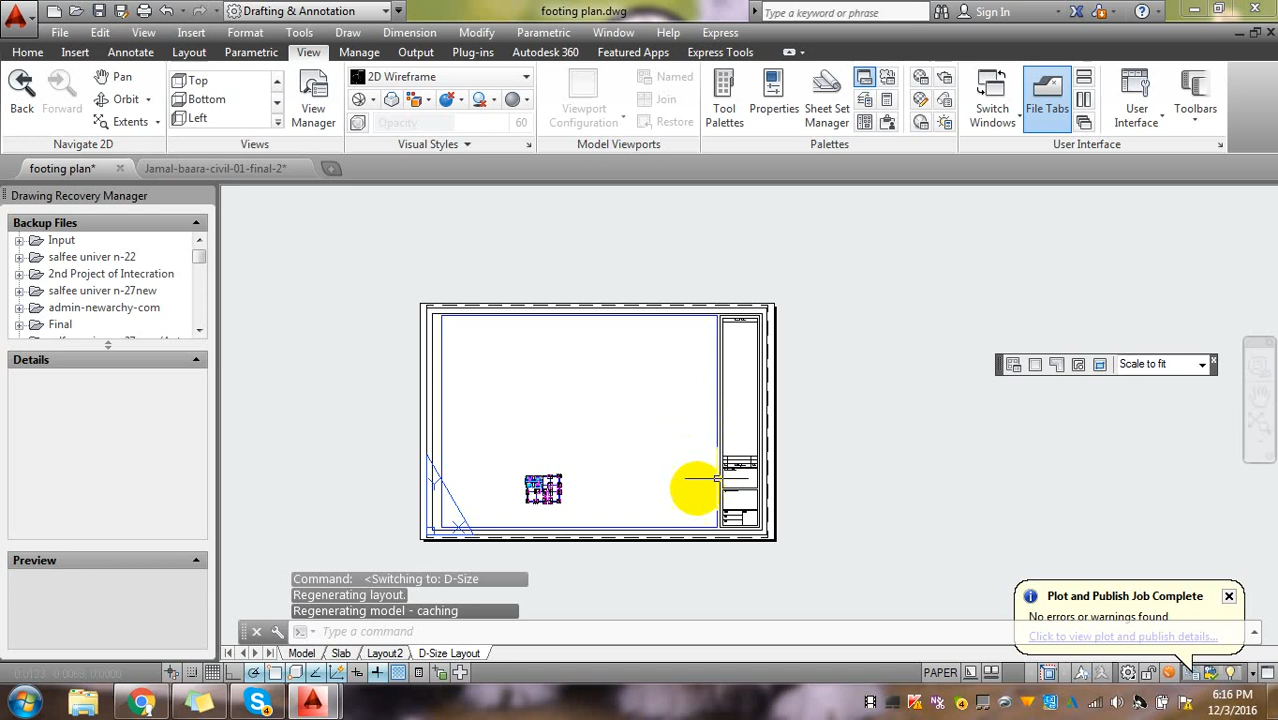 Drafting & Annotation
footing plan.dwg
Type a keyword or phrase
Sign In
File Edit View Insert Format Tools Draw Dimension Modify Parametric Window Help Express
Home Insert Annotate Layout Parametric View Manage Output Plug-ins Autodesk 360 Featured Apps Express Tools
Back
Forward
Pan
Orbit
Extents
Navigate 2D
Top
Bottom
Left
View Manager
Views
2D Wireframe
Opacity 60
Visual Styles
Viewport Configuration
Named
Join
Restore
Model Viewports
Tool Palettes
Properties
Sheet Set Manager
Palettes
Switch Windows
File Tabs
User Interface
Toolbars
User Interface
footing plan*
Jamal-baara-civil-01-final-2*
Drawing Recovery Manager
Backup Files
Input
salfee univer n-22
2nd Project of Intecration
salfee univer n-27new
admin-newarchy-com
Final
Details
Preview
Scale to fit
Command: <Switching to: D-Size
Regenerating layout.
Regenerating model - caching
Type a command
Model Slab Layout2 D-Size Layout
Plot and Publish Job Complete
No errors or warnings found
Click to view plot and publish details...
PAPER
6:16 PM
12/3/2016